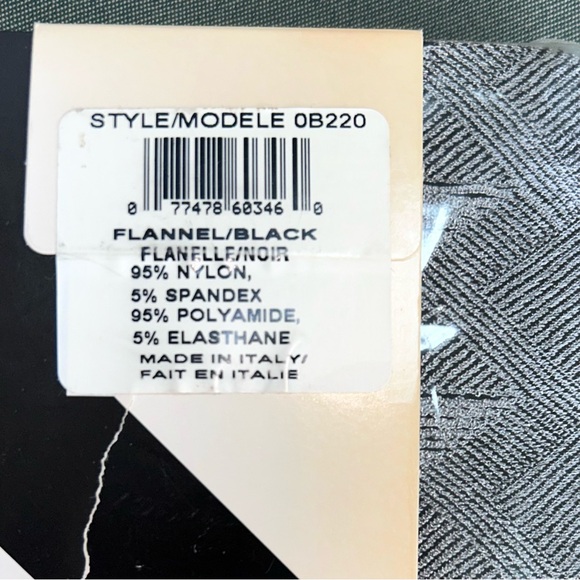 STYLE/MODELE 0B220
0 77478 60346 0
FLANNEL/BLACK
FLANELLE/NOIR
95% NYLON,
5% SPANDEX
95% POLYAMIDE,
5% ELASTHANE
MADE IN ITALY/
FAIT EN ITALIE